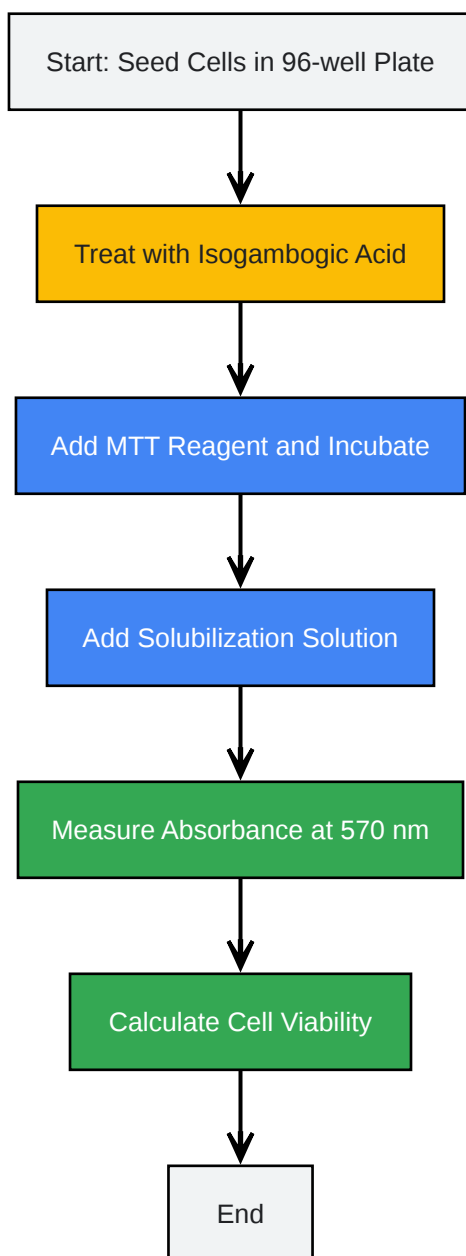 Start: Seed Cells in 96-well Plate
Treat with Isogambogic Acid
Add MTT Reagent and Incubate
Add Solubilization Solution
Measure Absorbance at 570 nm
Calculate Cell Viability
End